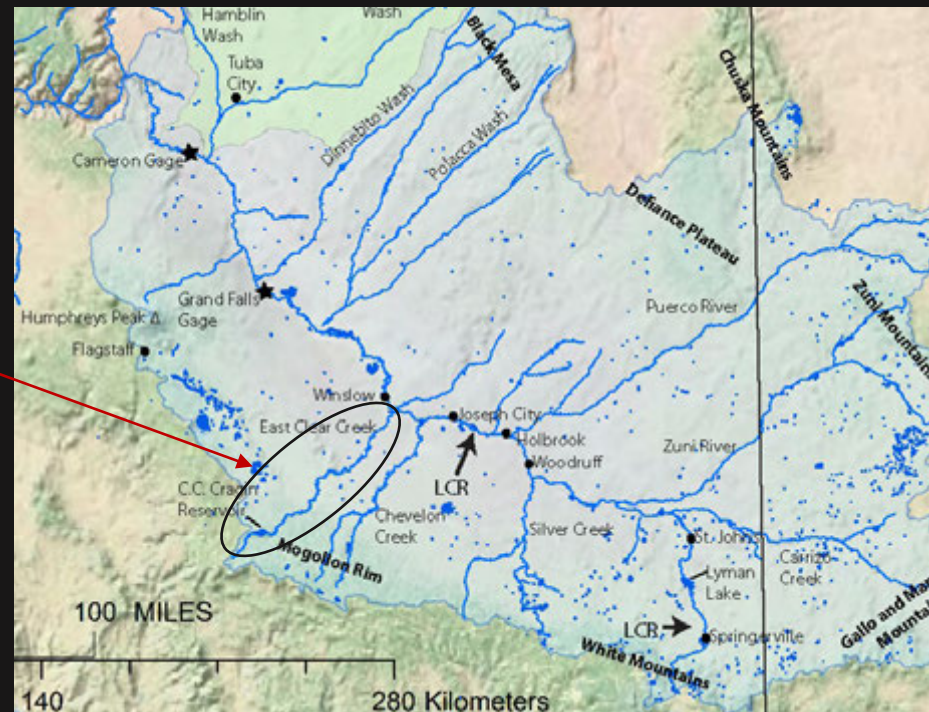 Hamblin
Wash
Wash
Tuba
City
Black Mesa
Chuska Mountains
Dinnebito Wash
Polacca Wash
Cameron Gage
Defiance Plateau
Grand Falls
Gage
Puerco River
Humphreys Peak Δ
Zuni Mountains
Flagstaff
Winslow
Joseph City
East Clear Creek
Holbrook
Zuni River
Woodruff
LCR
C.C. Cragin
Reservoir
Chevelon
Creek
Silver Creek
St. Johns
Mogollon Rim
Carrizo
Creek
Lyman
Lake
100 MILES
LCR
Springerville
Gallo and
White Mountains
140
280 Kilometers